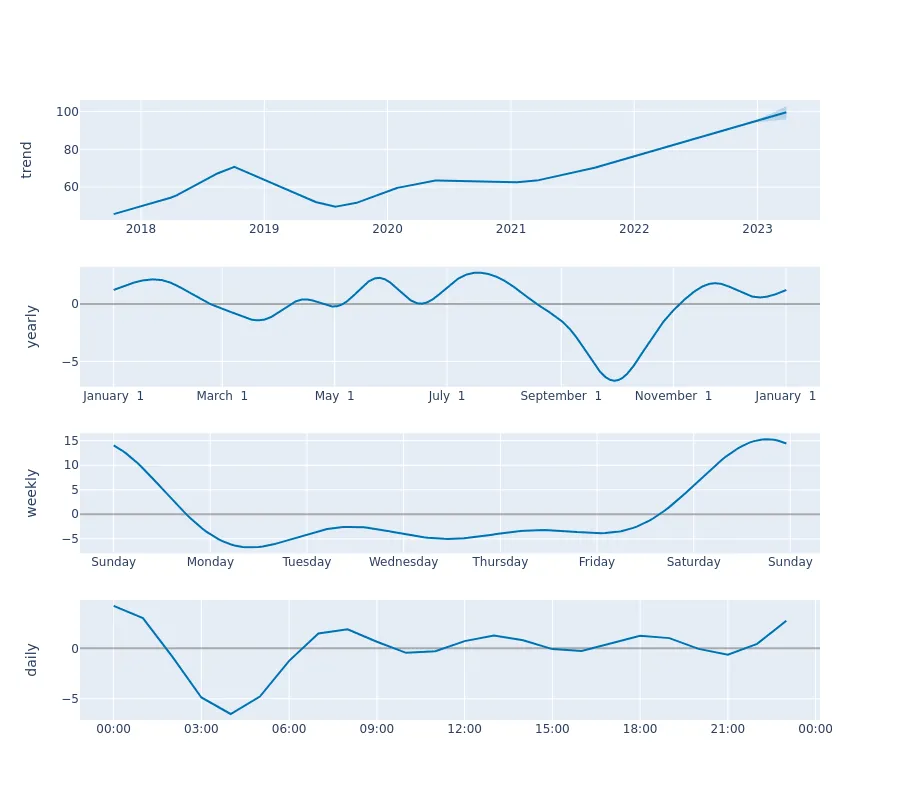 trend
100
80
60
2018 2019 2020 2021 2022 2023
yearly
0
−5
January 1 March 1 May 1 July 1 September 1 November 1 January 1
weekly
15
10
5
0
−5
Sunday Monday Tuesday Wednesday Thursday Friday Saturday Sunday
daily
0
−5
00:00 03:00 06:00 09:00 12:00 15:00 18:00 21:00 00:00